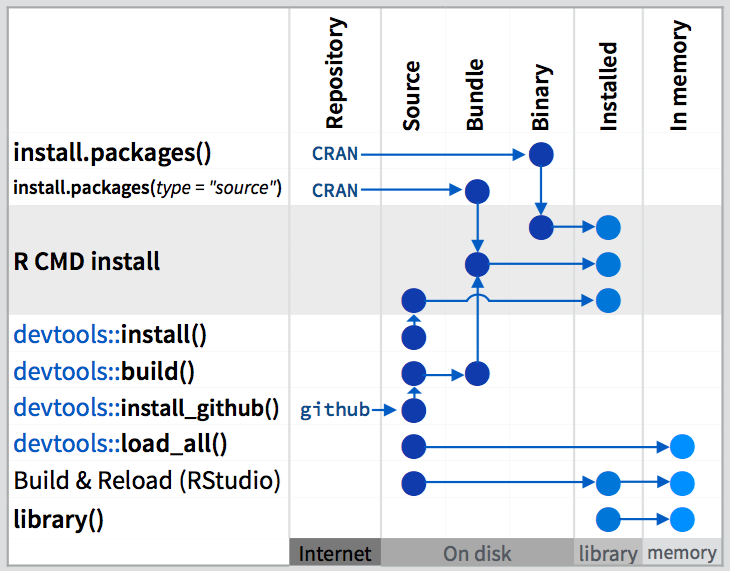 Repository
Source
Bundle
Binary
Installed
In memory
install.packages() CRAN
install.packages(type = "source") CRAN
R CMD install
devtools::install()
devtools::build()
devtools::install_github() github
devtools::load_all()
Build & Reload (RStudio)
library()
Internet On disk library memory